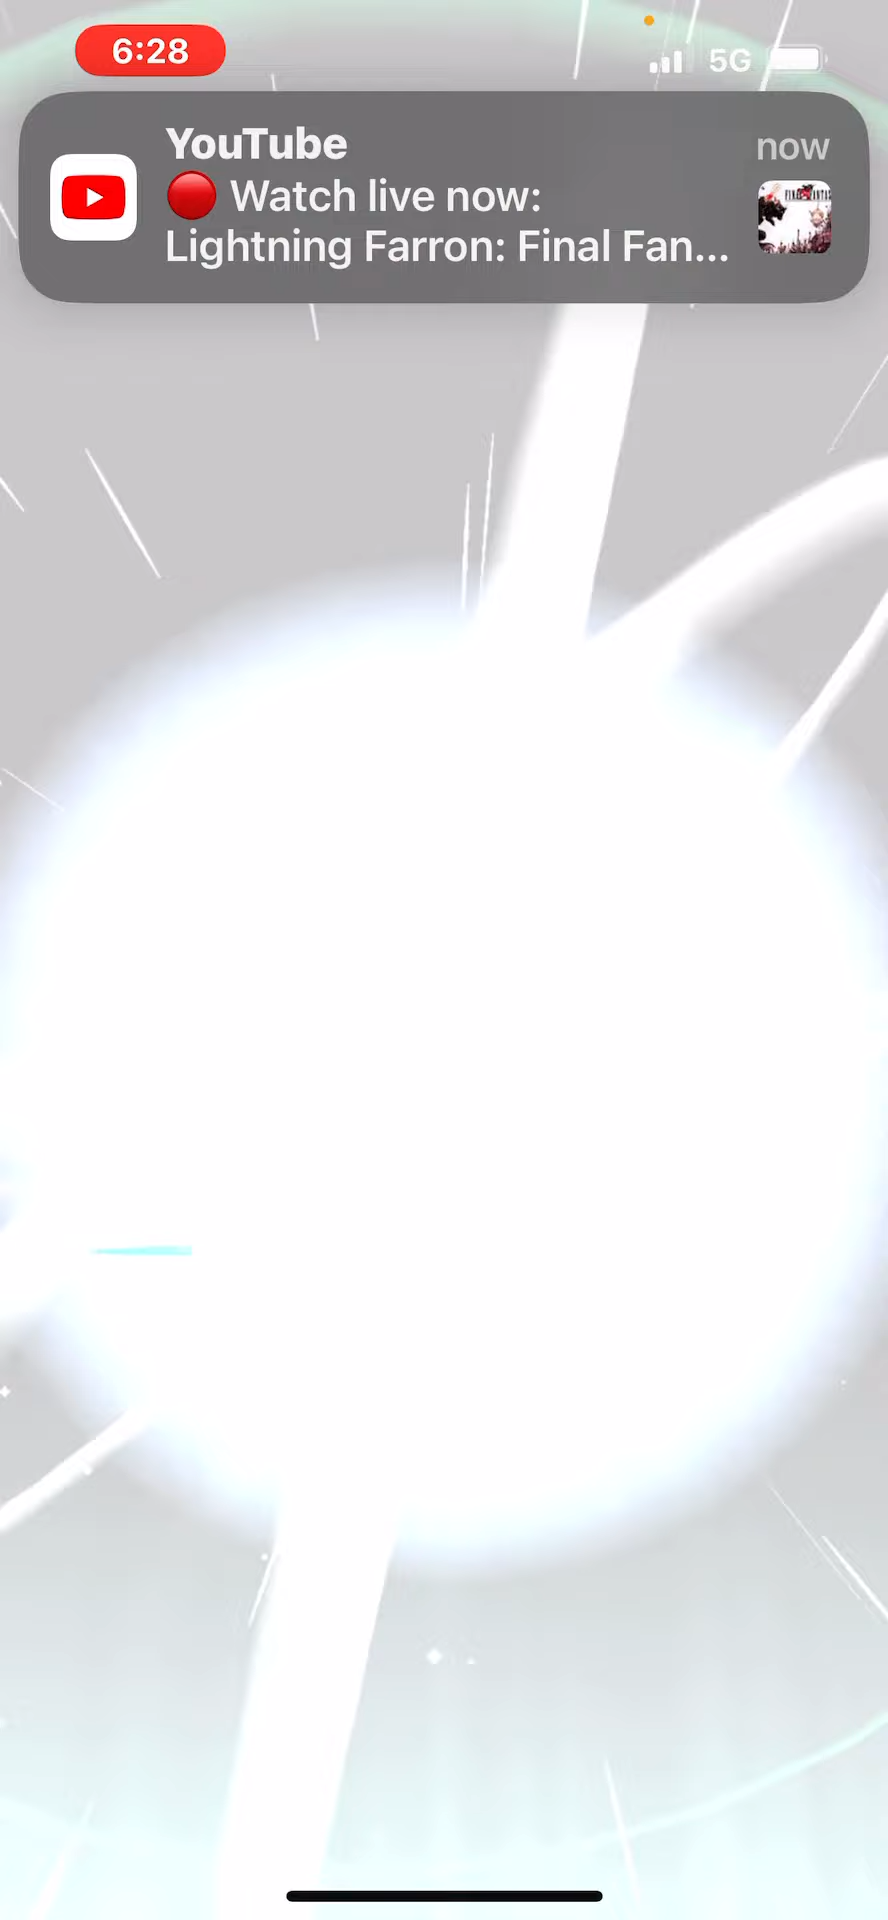 6:28
5G
YouTube
now
🔴 Watch live now:
Lightning Farron: Final Fan...